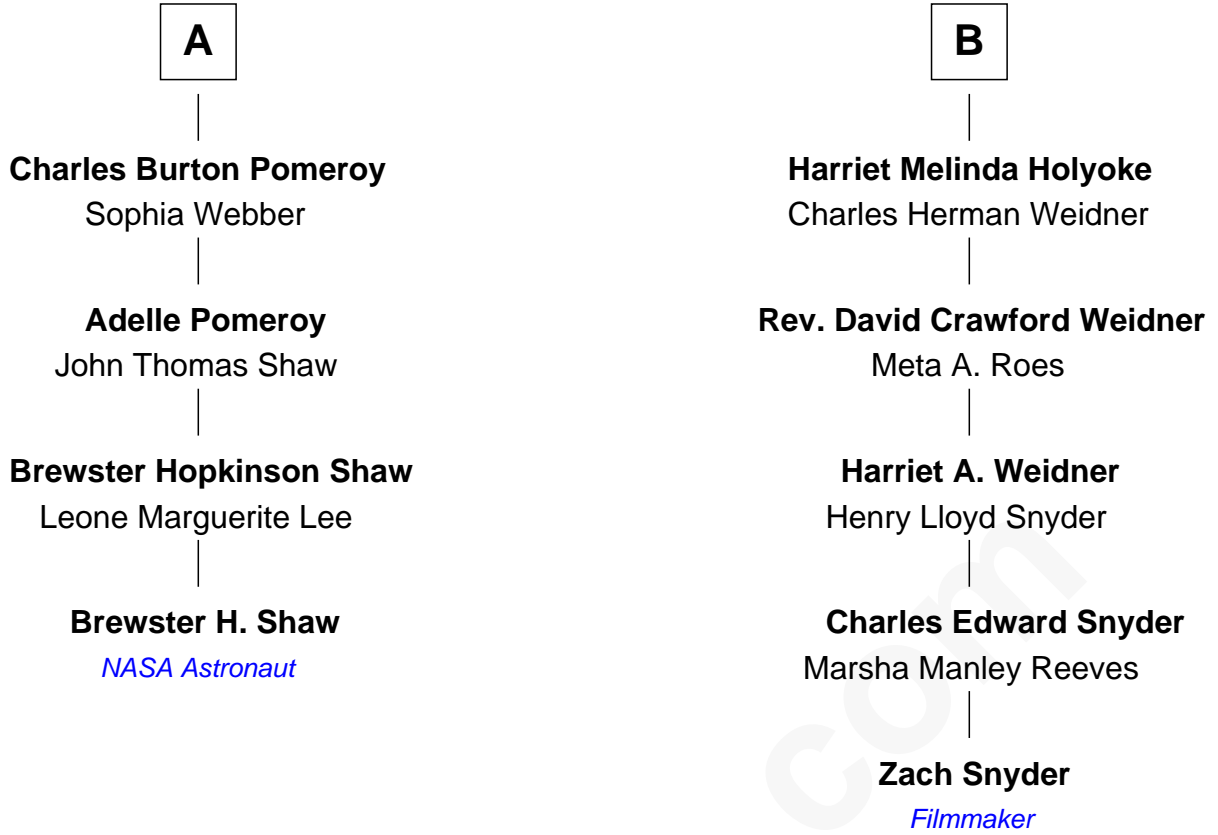 A
Charles Burton Pomeroy
Sophia Webber
Adelle Pomeroy
John Thomas Shaw
Brewster Hopkinson Shaw
Leone Marguerite Lee
Brewster H. Shaw
NASA Astronaut
B
Harriet Melinda Holyoke
Charles Herman Weidner
Rev. David Crawford Weidner
Meta A. Roes
Harriet A. Weidner
Henry Lloyd Snyder
Charles Edward Snyder
Marsha Manley Reeves
Zach Snyder
Filmmaker
com